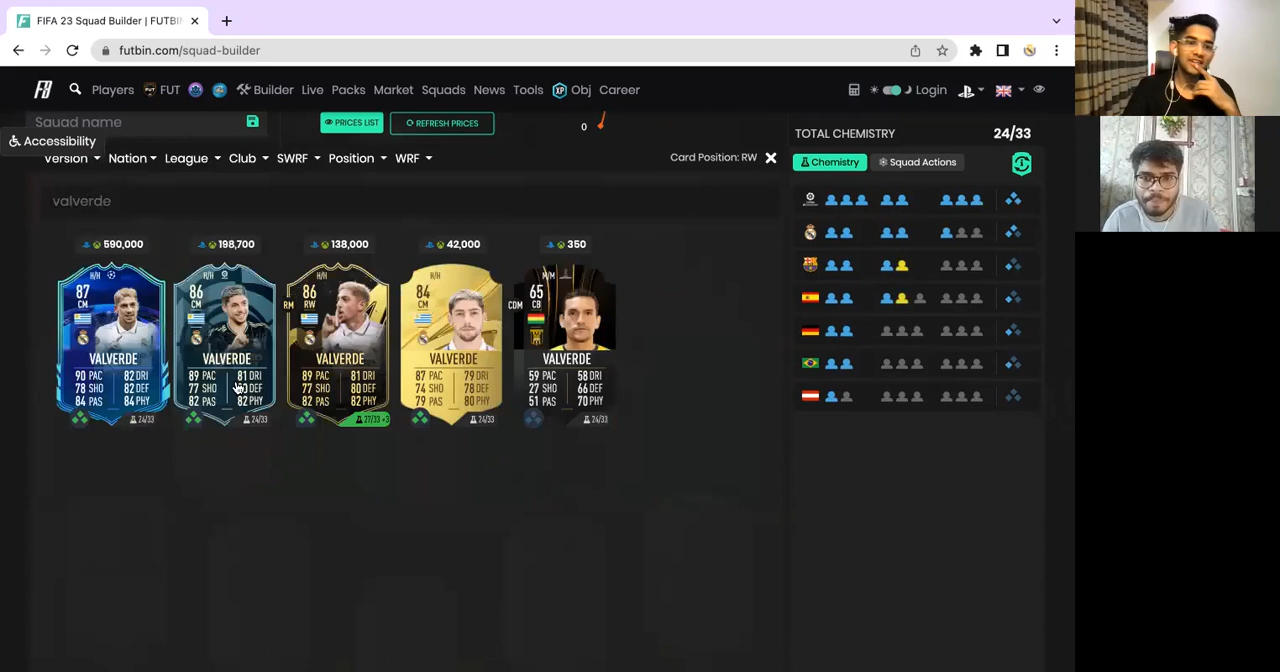 FIFA 23 Squad Builder | FUTBIN
futbin.com/squad-builder
Players FUT Builder Live Packs Market Squads News Tools XP Obj Career Login
Squad name
PRICES LIST
REFRESH PRICES
0
Accessibility
Version Nation League Club SWRF Position WRF
Card Position: RW
valverde
590,000
198,700
138,000
42,000
350
H/H
87
CM
VALVERDE
90 PAC 82 DRI
78 SHO DEF
84 PAS 84 PHY
24/33
H/H
86
CM
VALVERDE
89 PAC 81 DRI
77 SHO DEF
82 PAS 82 PHY
24/33
H/H
86
RW
RM
VALVERDE
89 PAC 81 DRI
77 SHO 80 DEF
82 PAS 82 PHY
27/33 +3
H/H
84
CM
VALVERDE
87 PAC 79 DRI
74 SHO 78 DEF
79 PAS 80 PHY
24/33
M/M
65
CB
CDM
VALVERDE
59 PAC 58 DRI
27 SHO 66 DEF
51 PAS 70 PHY
24/33
TOTAL CHEMISTRY 24/33
Chemistry
Squad Actions